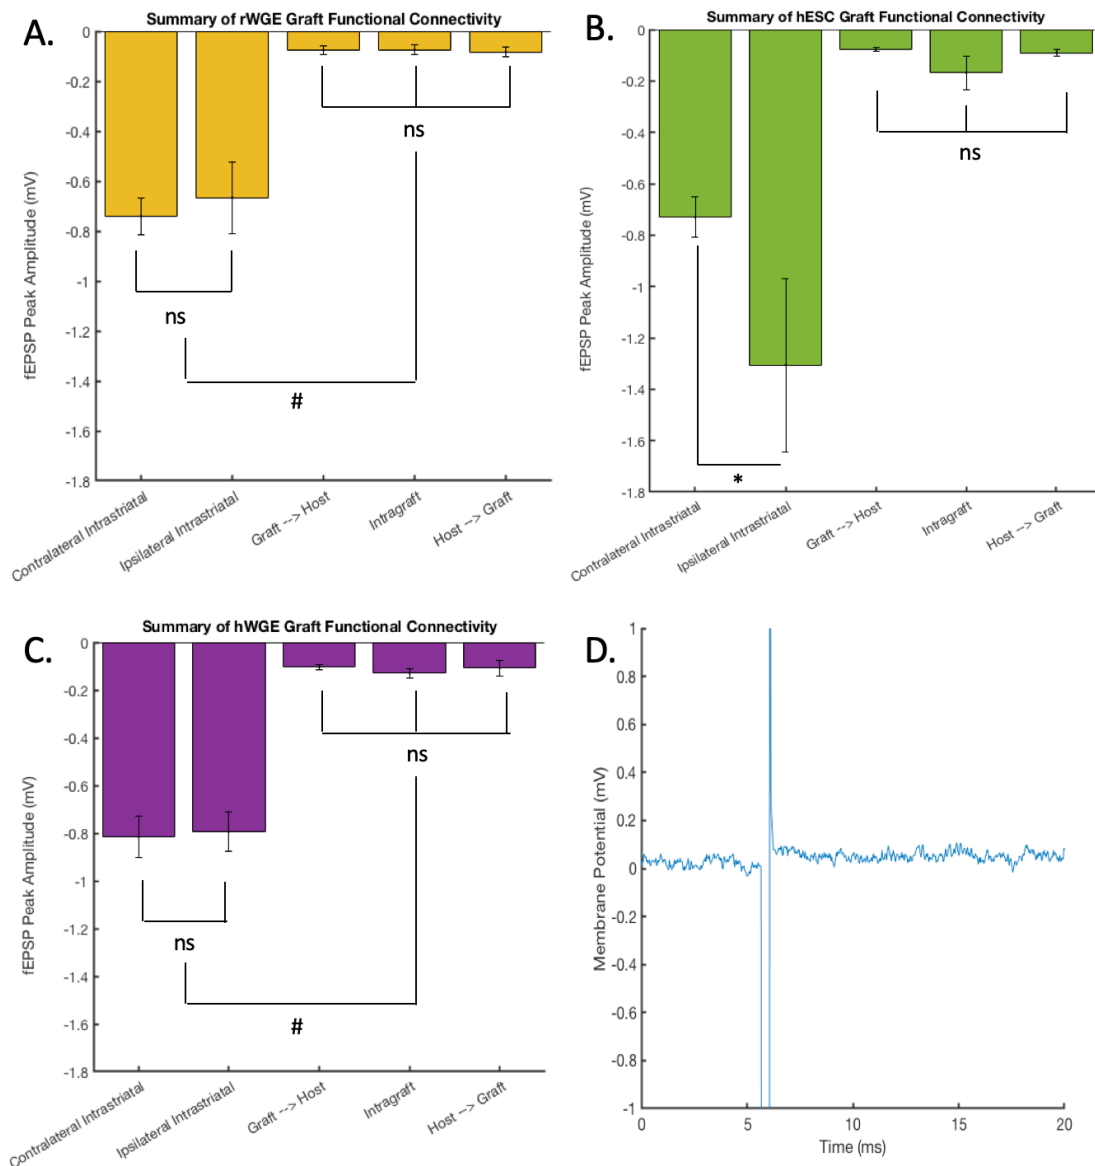 A.
Summary of rWGE Graft Functional Connectivity
fEPSP Peak Amplitude (mV)
0
-0.2
-0.4
-0.6
-0.8
-1
-1.2
-1.4
-1.6
-1.8
ns
ns
#
Contralateral Intrastriatal
Ipsilateral Intrastriatal
Graft --> Host
Intragraft
Host --> Graft
B.
Summary of hESC Graft Functional Connectivity
fEPSP Peak Amplitude (mV)
0
-0.2
-0.4
-0.6
-0.8
-1
-1.2
-1.4
-1.6
-1.8
ns
*
Contralateral Intrastriatal
Ipsilateral Intrastriatal
Graft --> Host
Intragraft
Host --> Graft
C.
Summary of hWGE Graft Functional Connectivity
fEPSP Peak Amplitude (mV)
0
-0.2
-0.4
-0.6
-0.8
-1
-1.2
-1.4
-1.6
-1.8
ns
ns
#
Contralateral Intrastriatal
Ipsilateral Intrastriatal
Graft --> Host
Intragraft
Host --> Graft
D.
Membrane Potential (mV)
1
0.8
0.6
0.4
0.2
0
-0.2
-0.4
-0.6
-0.8
-1
0 5 10 15 20
Time (ms)